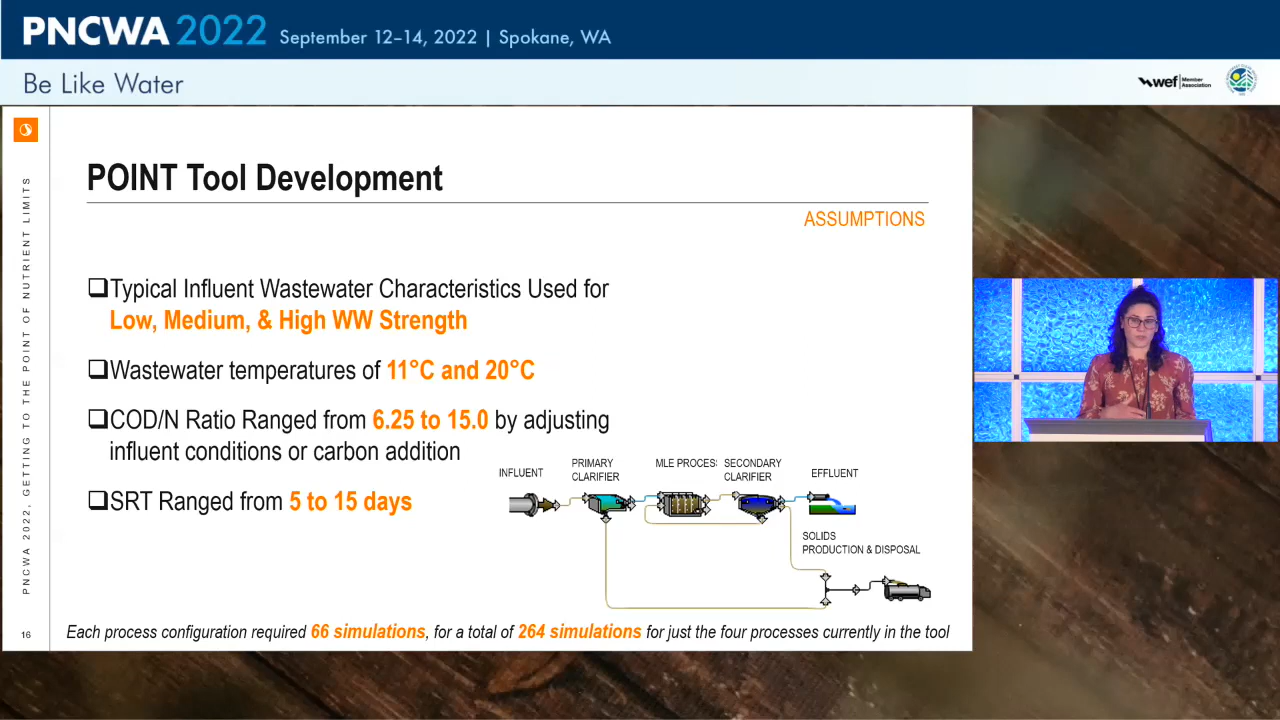 PNCWA 2022 September 12–14, 2022 | Spokane, WA
Be Like Water
wef Member Association
PNCWA 2022, GETTING TO THE POINT OF NUTRIENT LIMITS
16
POINT Tool Development
ASSUMPTIONS
❑Typical Influent Wastewater Characteristics Used for
Low, Medium, & High WW Strength
❑Wastewater temperatures of 11°C and 20°C
❑COD/N Ratio Ranged from 6.25 to 15.0 by adjusting
influent conditions or carbon addition
❑SRT Ranged from 5 to 15 days
INFLUENT
PRIMARY
CLARIFIER
MLE PROCES
SECONDARY
CLARIFIER
EFFLUENT
SOLIDS
PRODUCTION & DISPOSAL
Each process configuration required 66 simulations, for a total of 264 simulations for just the four processes currently in the tool